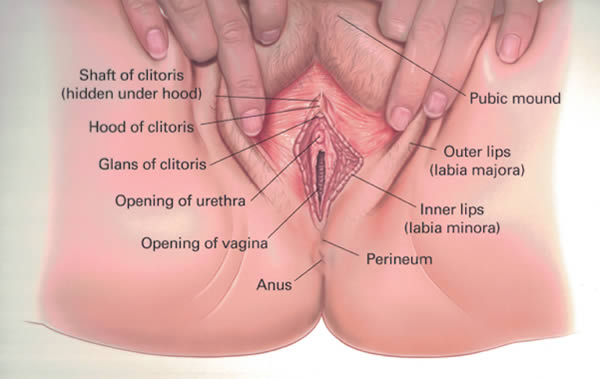 Shaft of clitoris
(hidden under hood)
Hood of clitoris
Glans of clitoris
Opening of urethra
Opening of vagina
Anus
Pubic mound
Outer lips
(labia majora)
Inner lips
(labia minora)
Perineum